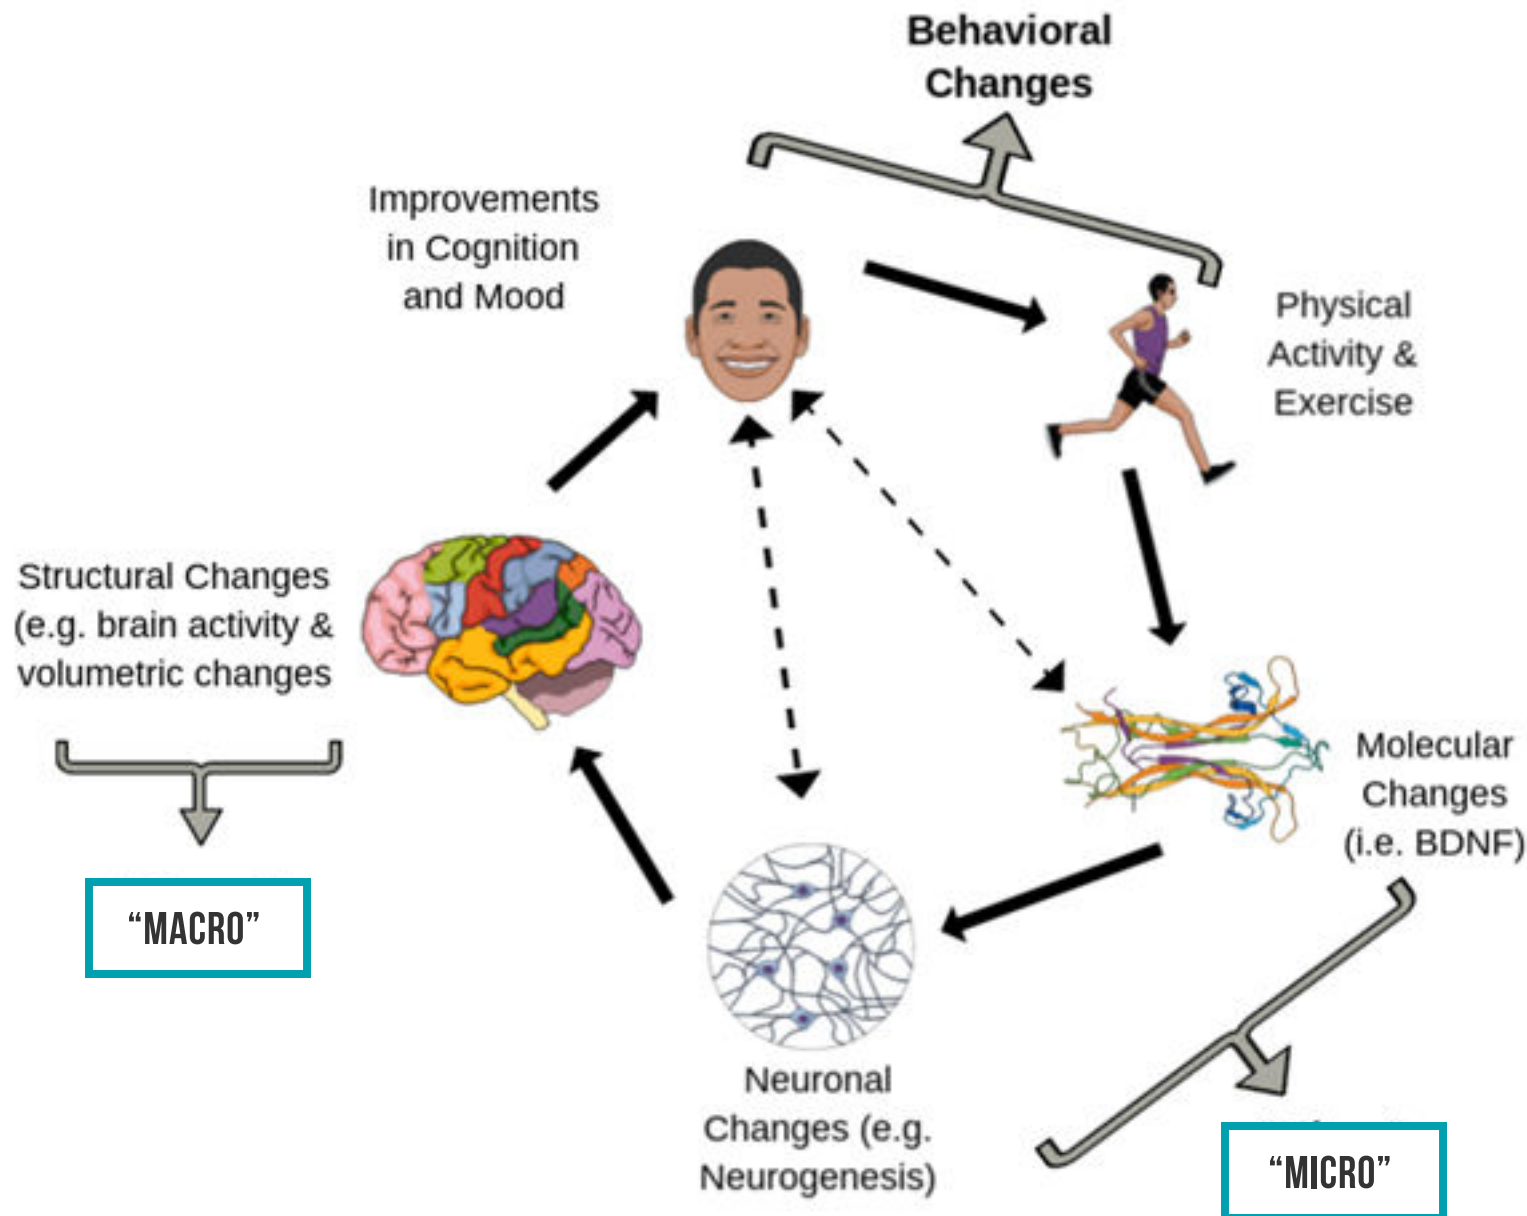 Behavioral
Changes
Improvements
in Cognition
and Mood
Physical
Activity &
Exercise
Structural Changes
(e.g. brain activity &
volumetric changes
Molecular
Changes
(i.e. BDNF)
“MACRO”
Neuronal
Changes (e.g.
Neurogenesis)
“MICRO”